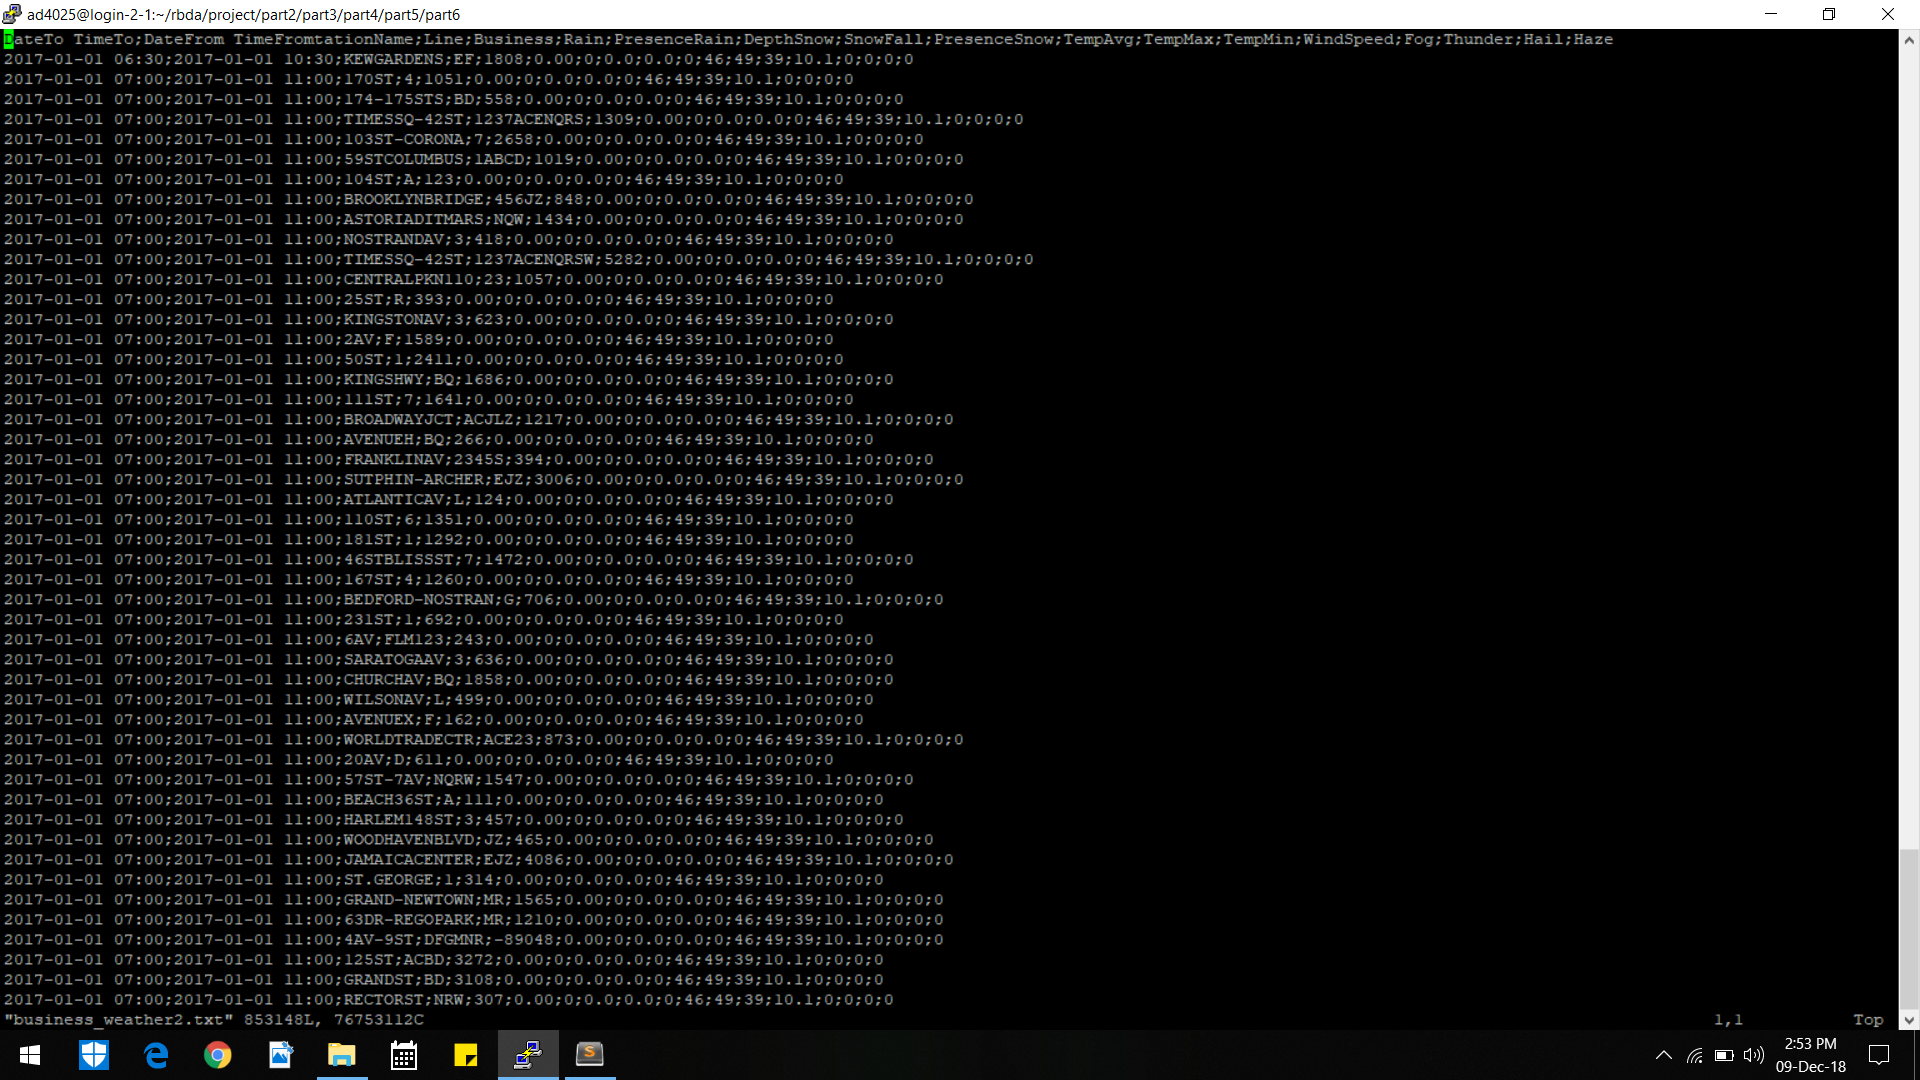 ad4025@login-2-1:~/rbda/project/part2/part3/part4/part5/part6
DateTo TimeTo;DateFrom TimeFromtationName;Line;Business;Rain;PresenceRain;DepthSnow;SnowFall;PresenceSnow;TempAvg;TempMax;TempMin;WindSpeed;Fog;Thunder;Hail;Haze
2017-01-01 06:30;2017-01-01 10:30;KEWGARDENS;EF;1808;0.00;0;0.0;0.0;0;46;49;39;10.1;0;0;0;0
2017-01-01 07:00;2017-01-01 11:00;170ST;4;1051;0.00;0;0.0;0.0;0;46;49;39;10.1;0;0;0;0
2017-01-01 07:00;2017-01-01 11:00;174-175STS;BD;558;0.00;0;0.0;0.0;0;46;49;39;10.1;0;0;0;0
2017-01-01 07:00;2017-01-01 11:00;TIMESSQ-42ST;1237ACENQRS;1309;0.00;0;0.0;0.0;0;46;49;39;10.1;0;0;0;0
2017-01-01 07:00;2017-01-01 11:00;103ST-CORONA;7;2658;0.00;0;0.0;0.0;0;46;49;39;10.1;0;0;0;0
2017-01-01 07:00;2017-01-01 11:00;59STCOLUMBUS;1ABCD;1019;0.00;0;0.0;0.0;0;46;49;39;10.1;0;0;0;0
2017-01-01 07:00;2017-01-01 11:00;104ST;A;123;0.00;0;0.0;0.0;0;46;49;39;10.1;0;0;0;0
2017-01-01 07:00;2017-01-01 11:00;BROOKLYNBRIDGE;456JZ;848;0.00;0;0.0;0.0;0;46;49;39;10.1;0;0;0;0
2017-01-01 07:00;2017-01-01 11:00;ASTORIADITMARS;NQW;1434;0.00;0;0.0;0.0;0;46;49;39;10.1;0;0;0;0
2017-01-01 07:00;2017-01-01 11:00;NOSTRANDAV;3;418;0.00;0;0.0;0.0;0;46;49;39;10.1;0;0;0;0
2017-01-01 07:00;2017-01-01 11:00;TIMESSQ-42ST;1237ACENQRSW;5282;0.00;0;0.0;0.0;0;46;49;39;10.1;0;0;0;0
2017-01-01 07:00;2017-01-01 11:00;CENTRALPKN110;23;1057;0.00;0;0.0;0.0;0;46;49;39;10.1;0;0;0;0
2017-01-01 07:00;2017-01-01 11:00;25ST;R;393;0.00;0;0.0;0.0;0;46;49;39;10.1;0;0;0;0
2017-01-01 07:00;2017-01-01 11:00;KINGSTONAV;3;623;0.00;0;0.0;0.0;0;46;49;39;10.1;0;0;0;0
2017-01-01 07:00;2017-01-01 11:00;2AV;F;1589;0.00;0;0.0;0.0;0;46;49;39;10.1;0;0;0;0
2017-01-01 07:00;2017-01-01 11:00;50ST;1;2411;0.00;0;0.0;0.0;0;46;49;39;10.1;0;0;0;0
2017-01-01 07:00;2017-01-01 11:00;KINGSHWY;BQ;1686;0.00;0;0.0;0.0;0;46;49;39;10.1;0;0;0;0
2017-01-01 07:00;2017-01-01 11:00;111ST;7;1641;0.00;0;0.0;0.0;0;46;49;39;10.1;0;0;0;0
2017-01-01 07:00;2017-01-01 11:00;BROADWAYJCT;ACJLZ;1217;0.00;0;0.0;0.0;0;46;49;39;10.1;0;0;0;0
2017-01-01 07:00;2017-01-01 11:00;AVENUEH;BQ;266;0.00;0;0.0;0.0;0;46;49;39;10.1;0;0;0;0
2017-01-01 07:00;2017-01-01 11:00;FRANKLINAV;2345S;394;0.00;0;0.0;0.0;0;46;49;39;10.1;0;0;0;0
2017-01-01 07:00;2017-01-01 11:00;SUTPHIN-ARCHER;EJZ;3006;0.00;0;0.0;0.0;0;46;49;39;10.1;0;0;0;0
2017-01-01 07:00;2017-01-01 11:00;ATLANTICAV;L;124;0.00;0;0.0;0.0;0;46;49;39;10.1;0;0;0;0
2017-01-01 07:00;2017-01-01 11:00;110ST;6;1351;0.00;0;0.0;0.0;0;46;49;39;10.1;0;0;0;0
2017-01-01 07:00;2017-01-01 11:00;181ST;1;1292;0.00;0;0.0;0.0;0;46;49;39;10.1;0;0;0;0
2017-01-01 07:00;2017-01-01 11:00;46STBLISSST;7;1472;0.00;0;0.0;0.0;0;46;49;39;10.1;0;0;0;0
2017-01-01 07:00;2017-01-01 11:00;167ST;4;1260;0.00;0;0.0;0.0;0;46;49;39;10.1;0;0;0;0
2017-01-01 07:00;2017-01-01 11:00;BEDFORD-NOSTRAN;G;706;0.00;0;0.0;0.0;0;46;49;39;10.1;0;0;0;0
2017-01-01 07:00;2017-01-01 11:00;231ST;1;692;0.00;0;0.0;0.0;0;46;49;39;10.1;0;0;0;0
2017-01-01 07:00;2017-01-01 11:00;6AV;FLM123;243;0.00;0;0.0;0.0;0;46;49;39;10.1;0;0;0;0
2017-01-01 07:00;2017-01-01 11:00;SARATOGAAV;3;636;0.00;0;0.0;0.0;0;46;49;39;10.1;0;0;0;0
2017-01-01 07:00;2017-01-01 11:00;CHURCHAV;BQ;1858;0.00;0;0.0;0.0;0;46;49;39;10.1;0;0;0;0
2017-01-01 07:00;2017-01-01 11:00;WILSONAV;L;499;0.00;0;0.0;0.0;0;46;49;39;10.1;0;0;0;0
2017-01-01 07:00;2017-01-01 11:00;AVENUEX;F;162;0.00;0;0.0;0.0;0;46;49;39;10.1;0;0;0;0
2017-01-01 07:00;2017-01-01 11:00;WORLDTRADECTR;ACE23;873;0.00;0;0.0;0.0;0;46;49;39;10.1;0;0;0;0
2017-01-01 07:00;2017-01-01 11:00;20AV;D;611;0.00;0;0.0;0.0;0;46;49;39;10.1;0;0;0;0
2017-01-01 07:00;2017-01-01 11:00;57ST-7AV;NQRW;1547;0.00;0;0.0;0.0;0;46;49;39;10.1;0;0;0;0
2017-01-01 07:00;2017-01-01 11:00;BEACH36ST;A;111;0.00;0;0.0;0.0;0;46;49;39;10.1;0;0;0;0
2017-01-01 07:00;2017-01-01 11:00;HARLEM148ST;3;457;0.00;0;0.0;0.0;0;46;49;39;10.1;0;0;0;0
2017-01-01 07:00;2017-01-01 11:00;WOODHAVENBLVD;JZ;465;0.00;0;0.0;0.0;0;46;49;39;10.1;0;0;0;0
2017-01-01 07:00;2017-01-01 11:00;JAMAICACENTER;EJZ;4086;0.00;0;0.0;0.0;0;46;49;39;10.1;0;0;0;0
2017-01-01 07:00;2017-01-01 11:00;ST.GEORGE;1;314;0.00;0;0.0;0.0;0;46;49;39;10.1;0;0;0;0
2017-01-01 07:00;2017-01-01 11:00;GRAND-NEWTOWN;MR;1565;0.00;0;0.0;0.0;0;46;49;39;10.1;0;0;0;0
2017-01-01 07:00;2017-01-01 11:00;63DR-REGOPARK;MR;1210;0.00;0;0.0;0.0;0;46;49;39;10.1;0;0;0;0
2017-01-01 07:00;2017-01-01 11:00;4AV-9ST;DFGMNR;-89048;0.00;0;0.0;0.0;0;46;49;39;10.1;0;0;0;0
2017-01-01 07:00;2017-01-01 11:00;125ST;ACBD;3272;0.00;0;0.0;0.0;0;46;49;39;10.1;0;0;0;0
2017-01-01 07:00;2017-01-01 11:00;GRANDST;BD;3108;0.00;0;0.0;0.0;0;46;49;39;10.1;0;0;0;0
2017-01-01 07:00;2017-01-01 11:00;RECTORST;NRW;307;0.00;0;0.0;0.0;0;46;49;39;10.1;0;0;0;0
"business_weather2.txt" 853148L, 76753112C 1,1 Top
S
2:53 PM
09-Dec-18